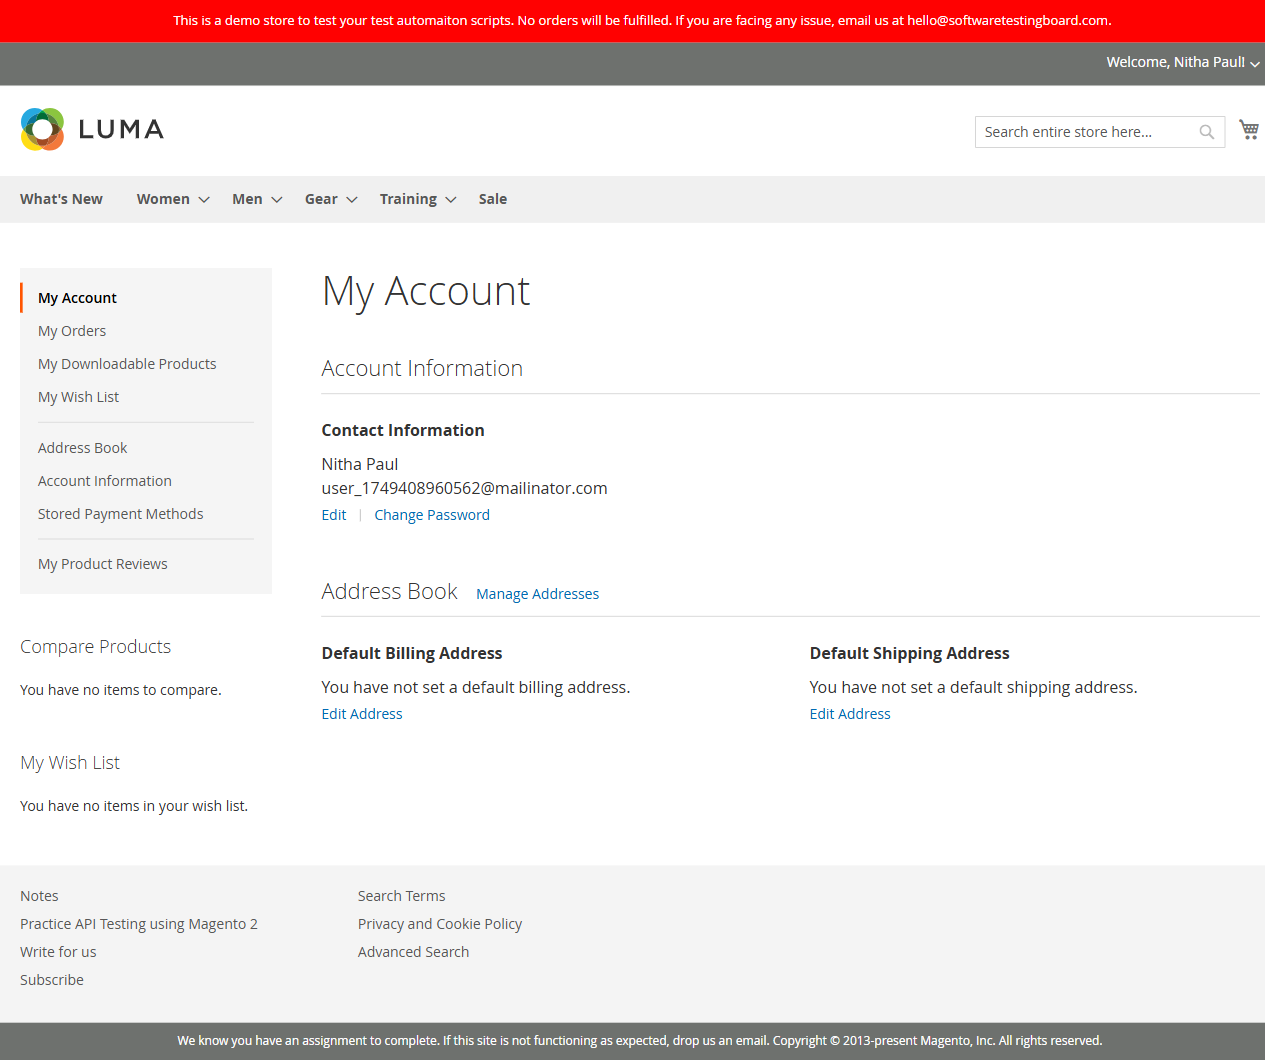 This is a demo store to test your test automaiton scripts. No orders will be fulfilled. If you are facing any issue, email us at hello@softwaretestingboard.com.
Welcome, Nitha Paul!
LUMA
Search entire store here...
What's New Women Men Gear Training Sale
My Account
My Orders
My Downloadable Products
My Wish List
Address Book
Account Information
Stored Payment Methods
My Product Reviews
Compare Products
You have no items to compare.
My Wish List
You have no items in your wish list.
My Account
Account Information
Contact Information
Nitha Paul
user_1749408960562@mailinator.com
Edit | Change Password
Address Book Manage Addresses
Default Billing Address
You have not set a default billing address.
Edit Address
Default Shipping Address
You have not set a default shipping address.
Edit Address
Notes
Practice API Testing using Magento 2
Write for us
Subscribe
Search Terms
Privacy and Cookie Policy
Advanced Search
We know you have an assignment to complete. If this site is not functioning as expected, drop us an email. Copyright © 2013-present Magento, Inc. All rights reserved.